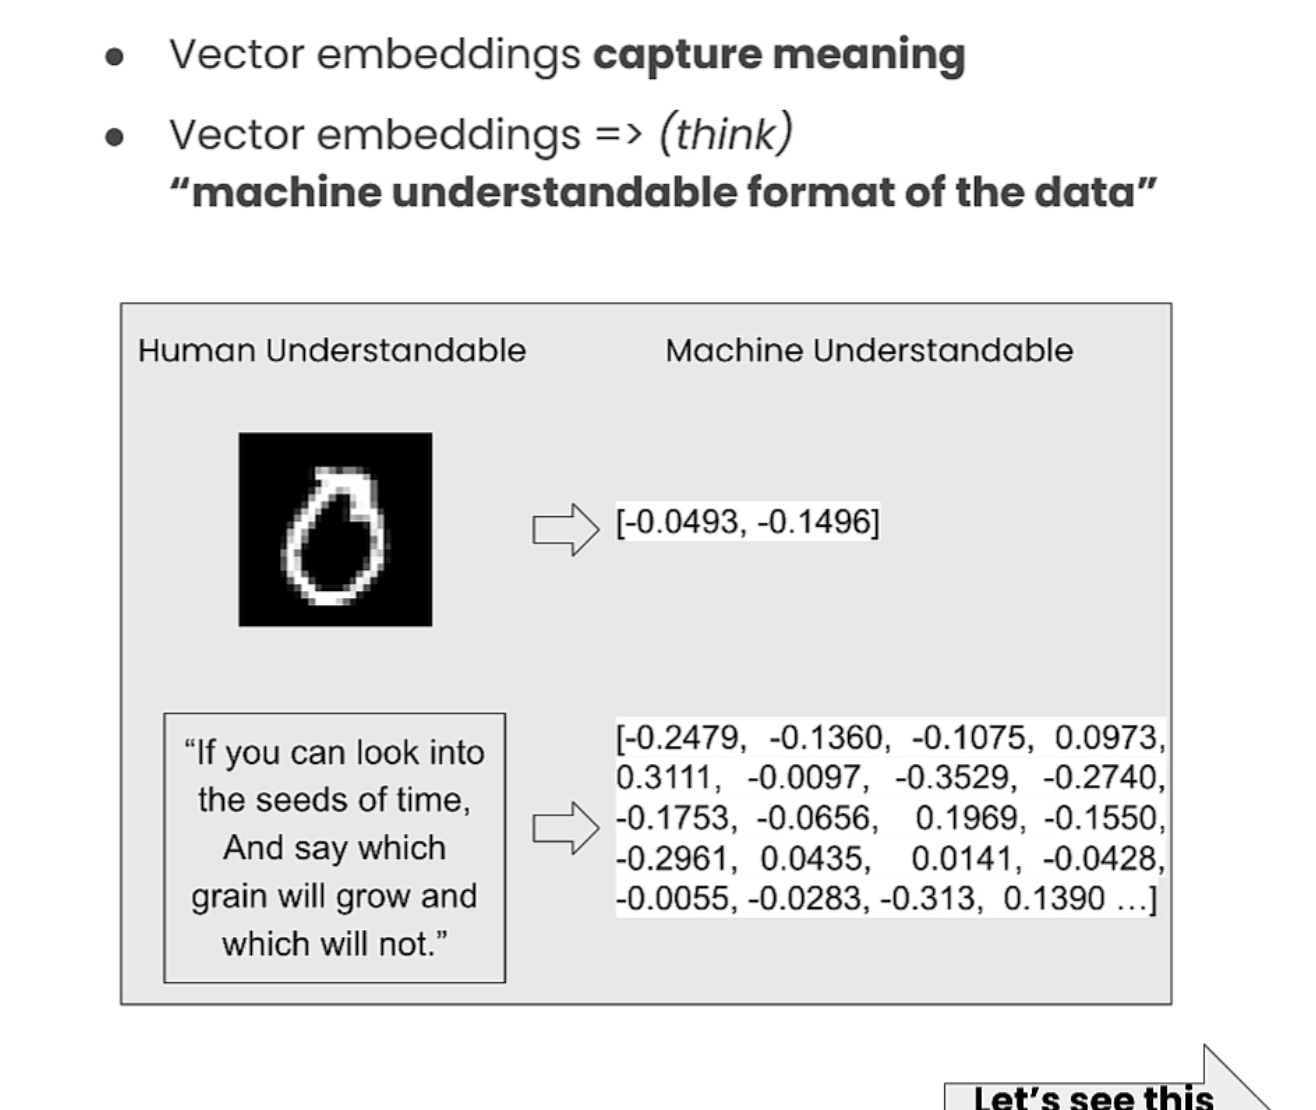 ● Vector embeddings capture meaning
● Vector embeddings => (think)
“machine understandable format of the data”
Human Understandable
Machine Understandable
[-0.0493, -0.1496]
“If you can look into
the seeds of time,
And say which
grain will grow and
which will not.”
[-0.2479, -0.1360, -0.1075, 0.0973,
0.3111, -0.0097, -0.3529, -0.2740,
-0.1753, -0.0656, 0.1969, -0.1550,
-0.2961, 0.0435, 0.0141, -0.0428,
-0.0055, -0.0283, -0.313, 0.1390 ...]
Let’s see this